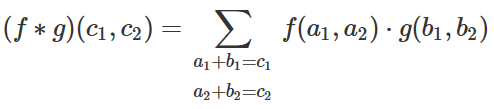 (f ∗ g)(c₁, c₂) = ∑ f(a₁, a₂) · g(b₁, b₂)
a₁+b₁=c₁
a₂+b₂=c₂